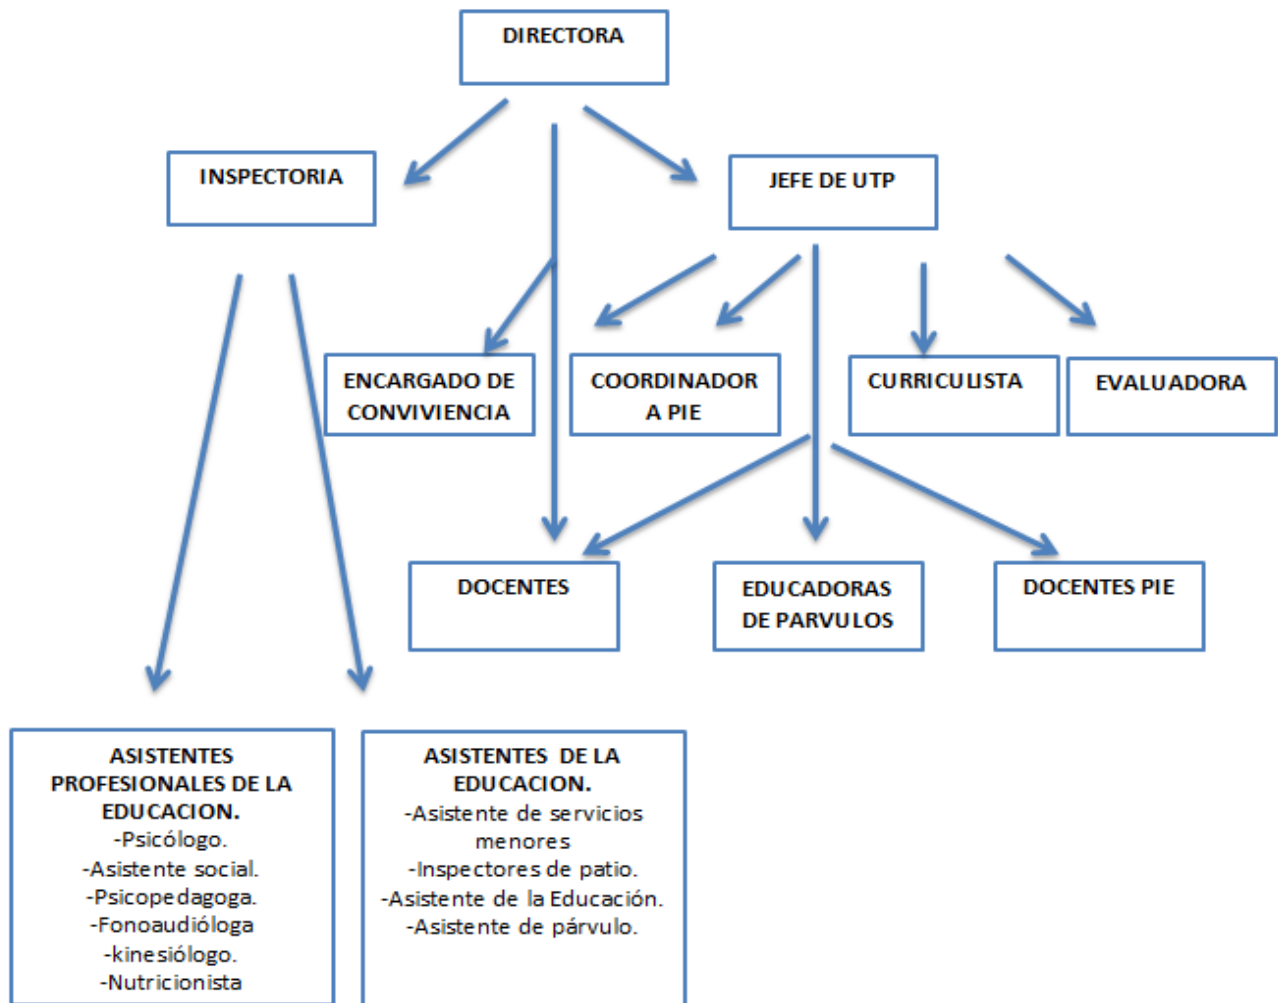 DIRECTORA
INSPECTORIA
JEFE DE UTP
ENCARGADO DE
CONVIVIENCIA
COORDINADOR
A PIE
CURRICULISTA
EVALUADORA
DOCENTES
EDUCADORAS
DE PARVULOS
DOCENTES PIE
ASISTENTES
PROFESIONALES DE LA
EDUCACION.
-Psicólogo.
-Asistente social.
-Psicopedagoga.
-Fonoaudióloga
-kinesiólogo.
-Nutricionista
ASISTENTES DE LA
EDUCACION.
-Asistente de servicios
menores
-Inspectores de patio.
-Asistente de la Educación.
-Asistente de párvulo.